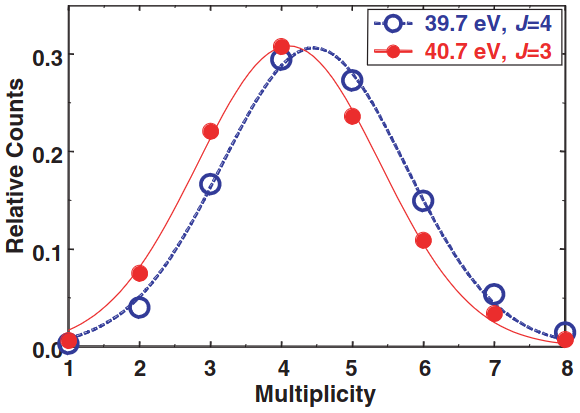 39.7 eV, J=4
40.7 eV, J=3
Relative Counts
0.3
0.2
0.1
0.0
1 2 3 4 5 6 7 8
Multiplicity